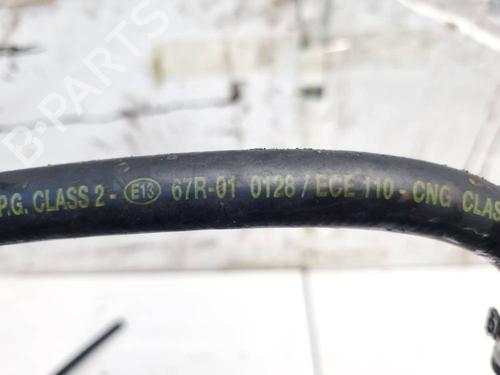 B-PARTS
P.G. CLASS 2 - E13 67R-01 0128 / ECE 110 - CNG CLAS